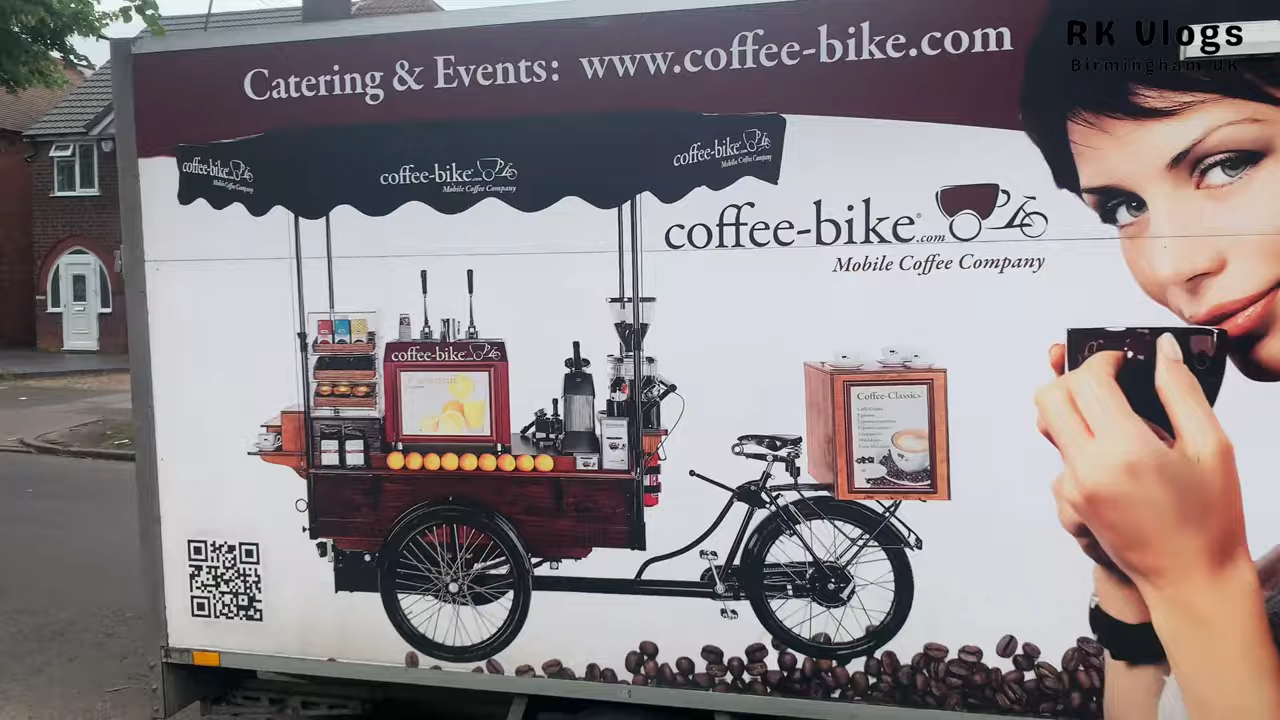 RK Vlogs
Birmingham UK
Catering & Events: www.coffee-bike.com
coffee-bike
Mobile Coffee Company
coffee-bike
Mobile Coffee Company
coffee-bike
Mobile Coffee Company
coffee-bike.com
Mobile Coffee Company
coffee-bike
Coffee-Classics